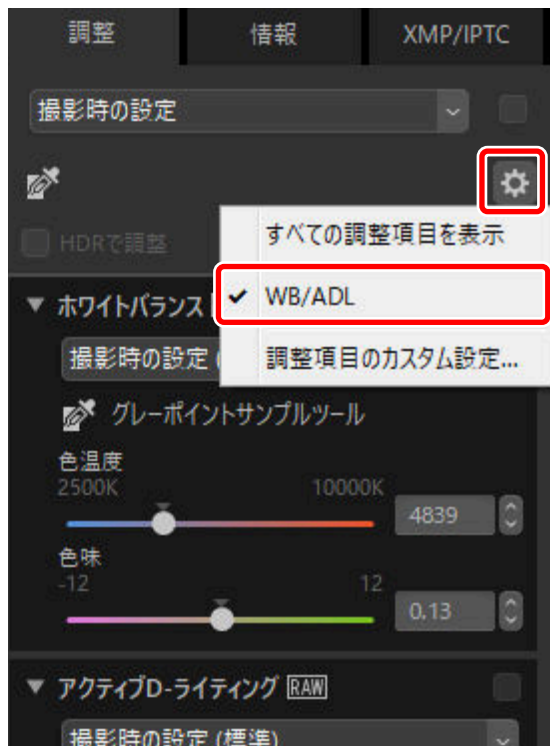 調整 情報 XMP/IPTC
撮影時の設定
HDRで調整
すべての調整項目を表示
WB/ADL
調整項目のカスタム設定...
ホワイトバランス
撮影時の設定 (
グレーポイントサンプルツール
色温度
2500K 10000K
4839
色味
-12 12
0.13
アクティブD-ライティング RAW
撮影時の設定 (標準)